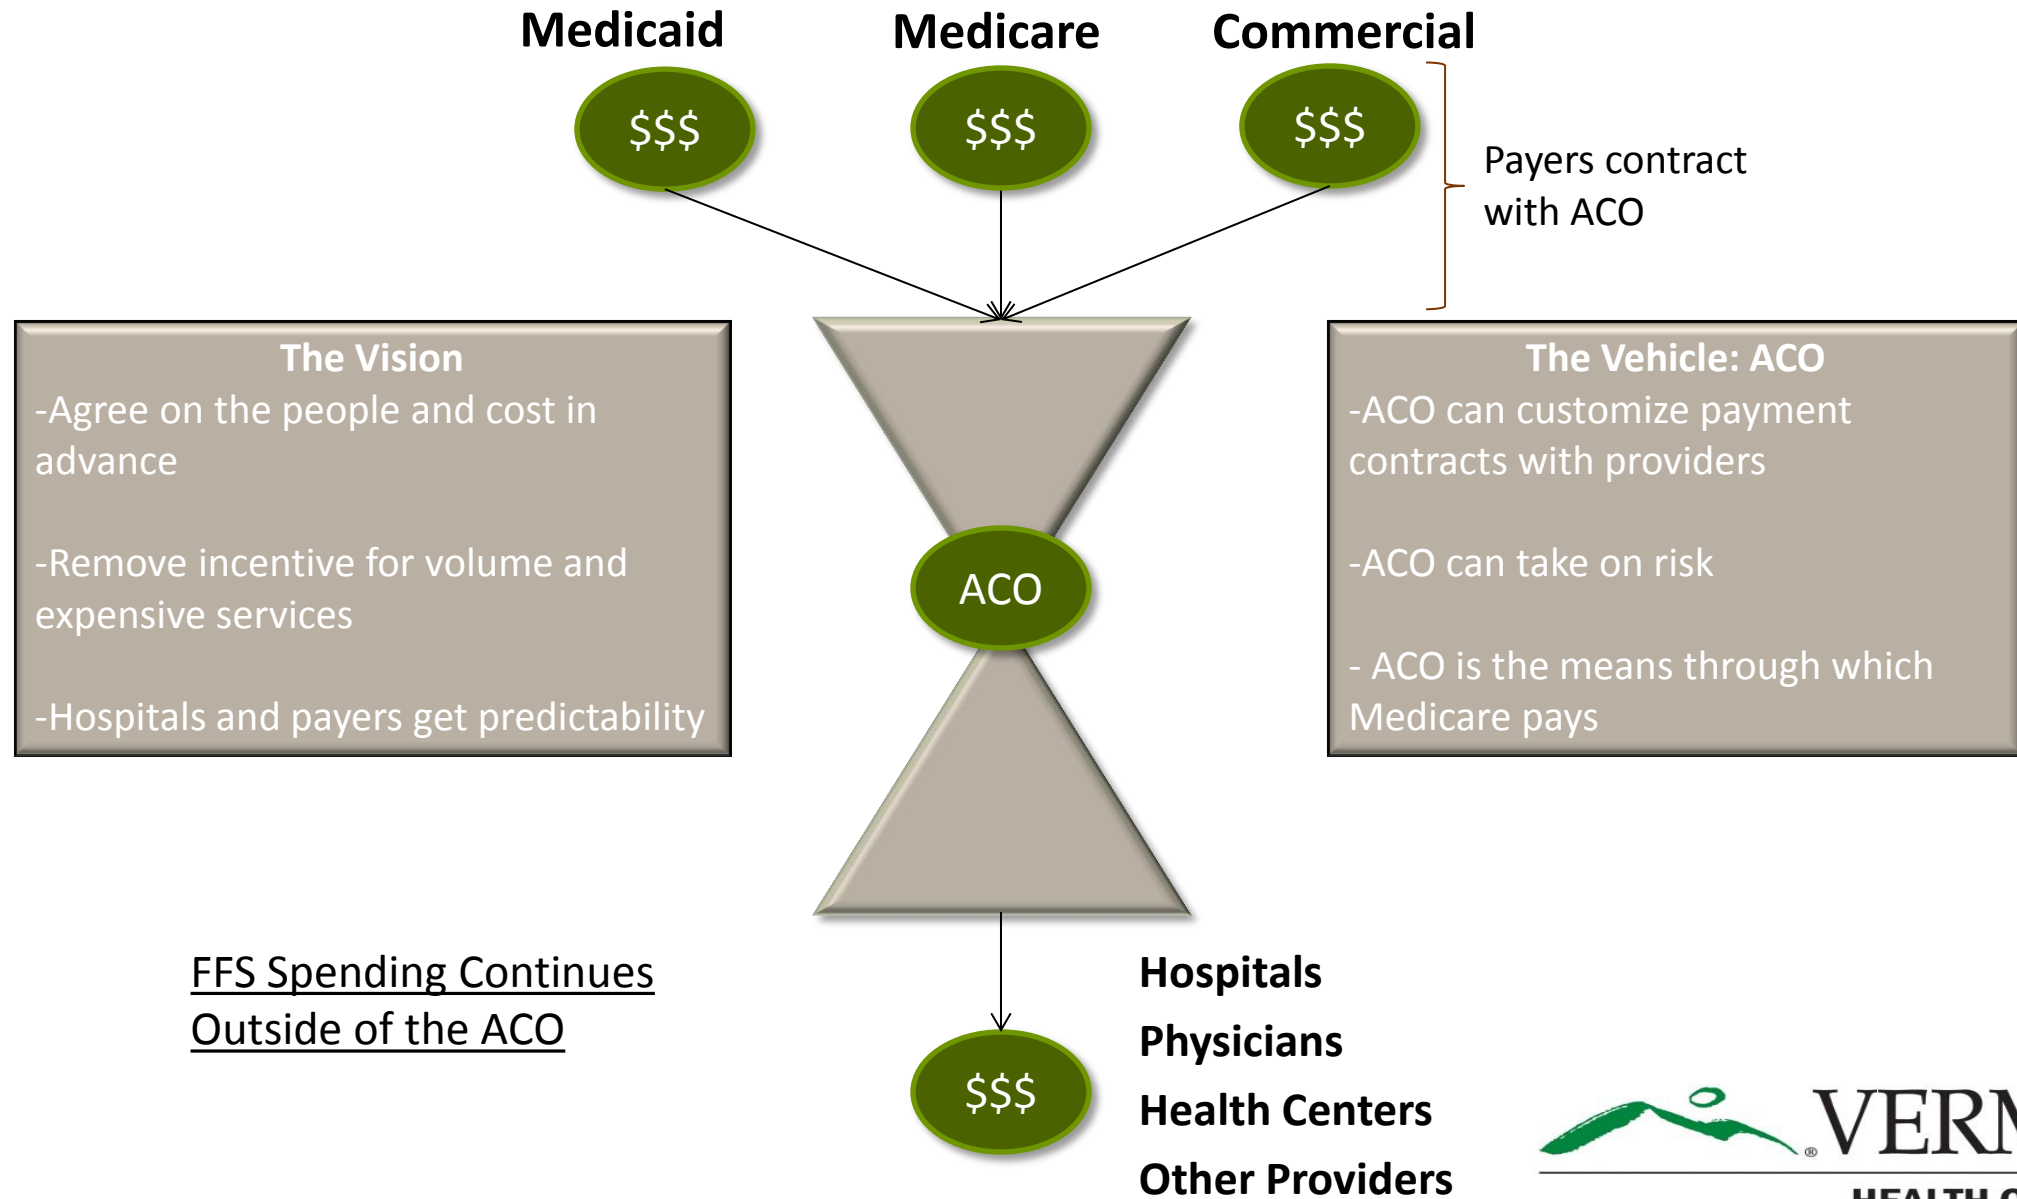 Medicaid
Medicare
Commercial
$$$
$$$
$$$
Payers contract
with ACO
The Vision
-Agree on the people and cost in
advance
-Remove incentive for volume and
expensive services
-Hospitals and payers get predictability
ACO
The Vehicle: ACO
-ACO can customize payment
contracts with providers
-ACO can take on risk
- ACO is the means through which
Medicare pays
FFS Spending Continues
Outside of the ACO
$$$
Hospitals
Physicians
Health Centers
Other Providers
® VERM